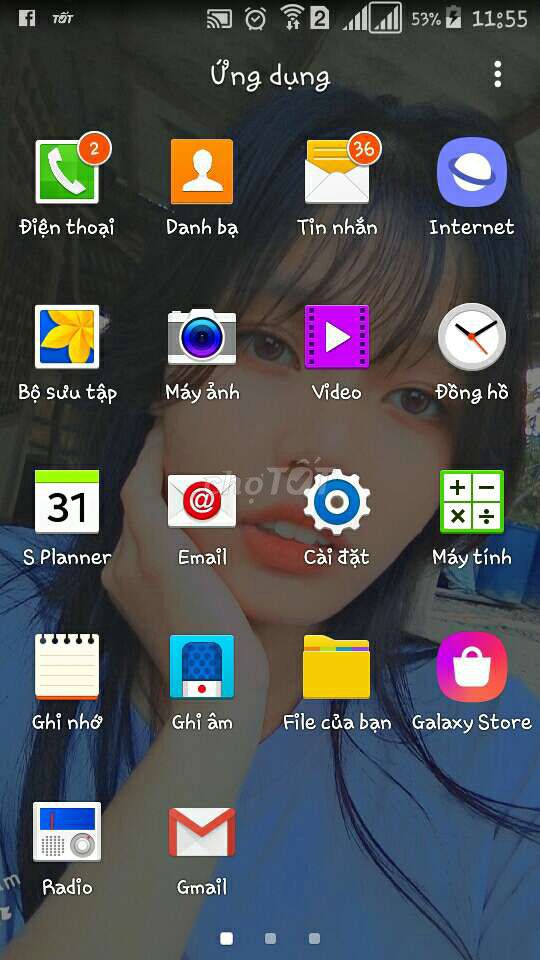 TỐT 2 53% 11:55
Ứng dụng
2 36
Điện thoại Danh bạ Tin nhắn Internet
Bộ sưu tập Máy ảnh Video Đồng hồ
chợTỐT
31 @
S Planner Email Cài đặt Máy tính
Ghi nhớ Ghi âm File của bạn Galaxy Store
Radio Gmail